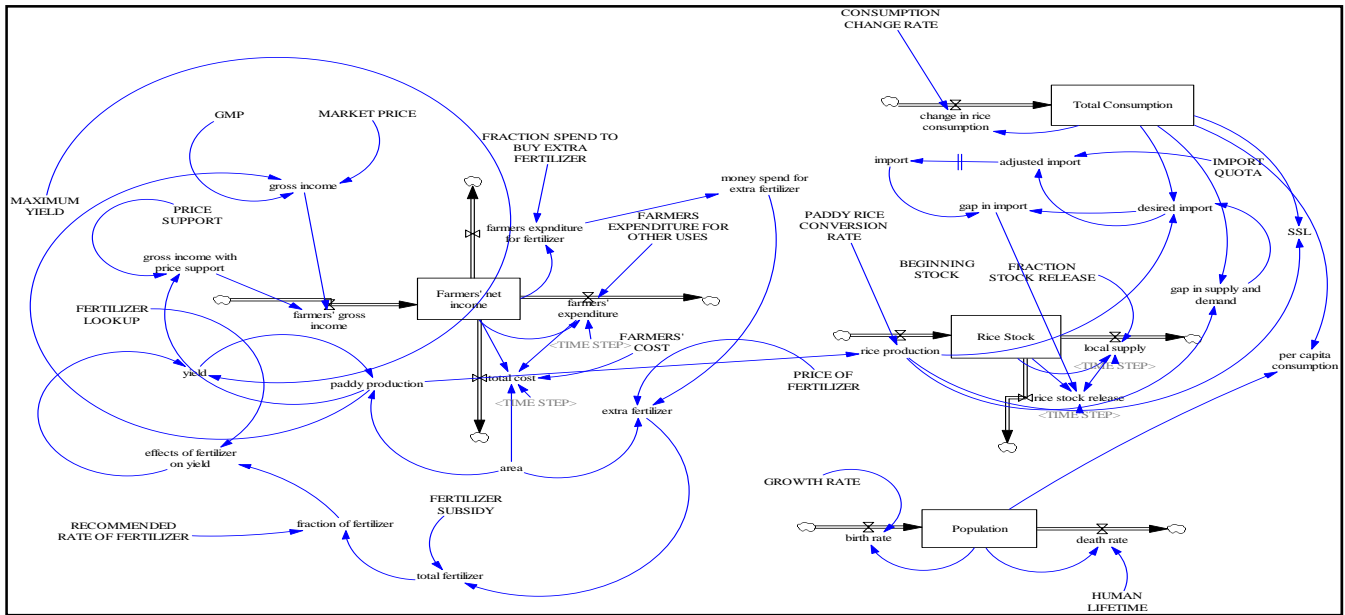 CONSUMPTION
CHANGE RATE
Total Consumption
change in rice
consumption
GMP
MARKET PRICE
FRACTION SPEND TO
BUY EXTRA
FERTILIZER
import
adjusted import
IMPORT
QUOTA
gross income
money spend for
extra fertilizer
MAXIMUM
YIELD
PRICE
SUPPORT
farmers expnditure
for fertilizer
FARMERS
EXPENDITURE FOR
OTHER USES
PADDY RICE
CONVERSION
RATE
gap in import
desired import
SSL
gross income with
price support
BEGINNING
STOCK
FRACTION
STOCK RELEASE
gap in supply and
demand
Farmers' net
income
FERTILIZER
LOOKUP
farmers' gross
income
farmers'
expenditure
<TIME STEP>
FARMERS'
COST
Rice Stock
rice production
local supply
<TIME STEP>
per capita
consumption
yield
paddy production
total cost
<TIME STEP>
PRICE OF
FERTILIZER
extra fertilizer
rice stock release
<TIME STEP>
effects of fertilizer
on yield
area
GROWTH RATE
FERTILIZER
SUBSIDY
RECOMMENDED
RATE OF FERTILIZER
fraction of fertilizer
Population
birth rate
death rate
total fertilizer
HUMAN
LIFETIME